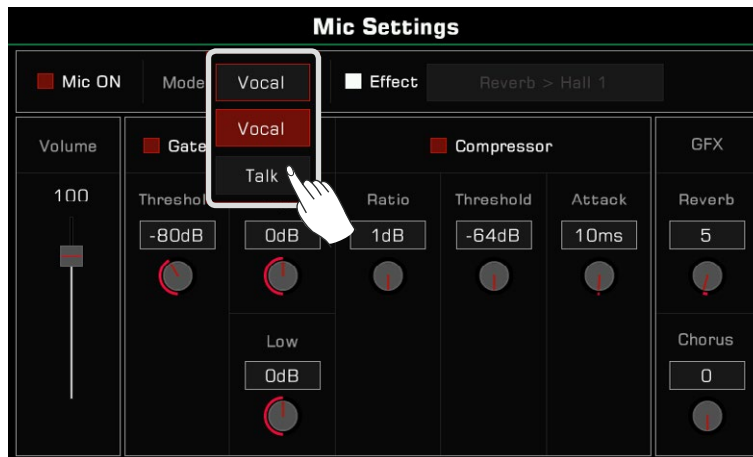 Mic Settings
Mic ON
Mode
Vocal
Vocal
Talk
Effect
Reverb > Hall 1
Volume
100
Gate
Threshol
-80dB
0dB
Low
0dB
Compressor
Ratio
1dB
Threshold
-64dB
Attack
10ms
GFX
Reverb
5
Chorus
0